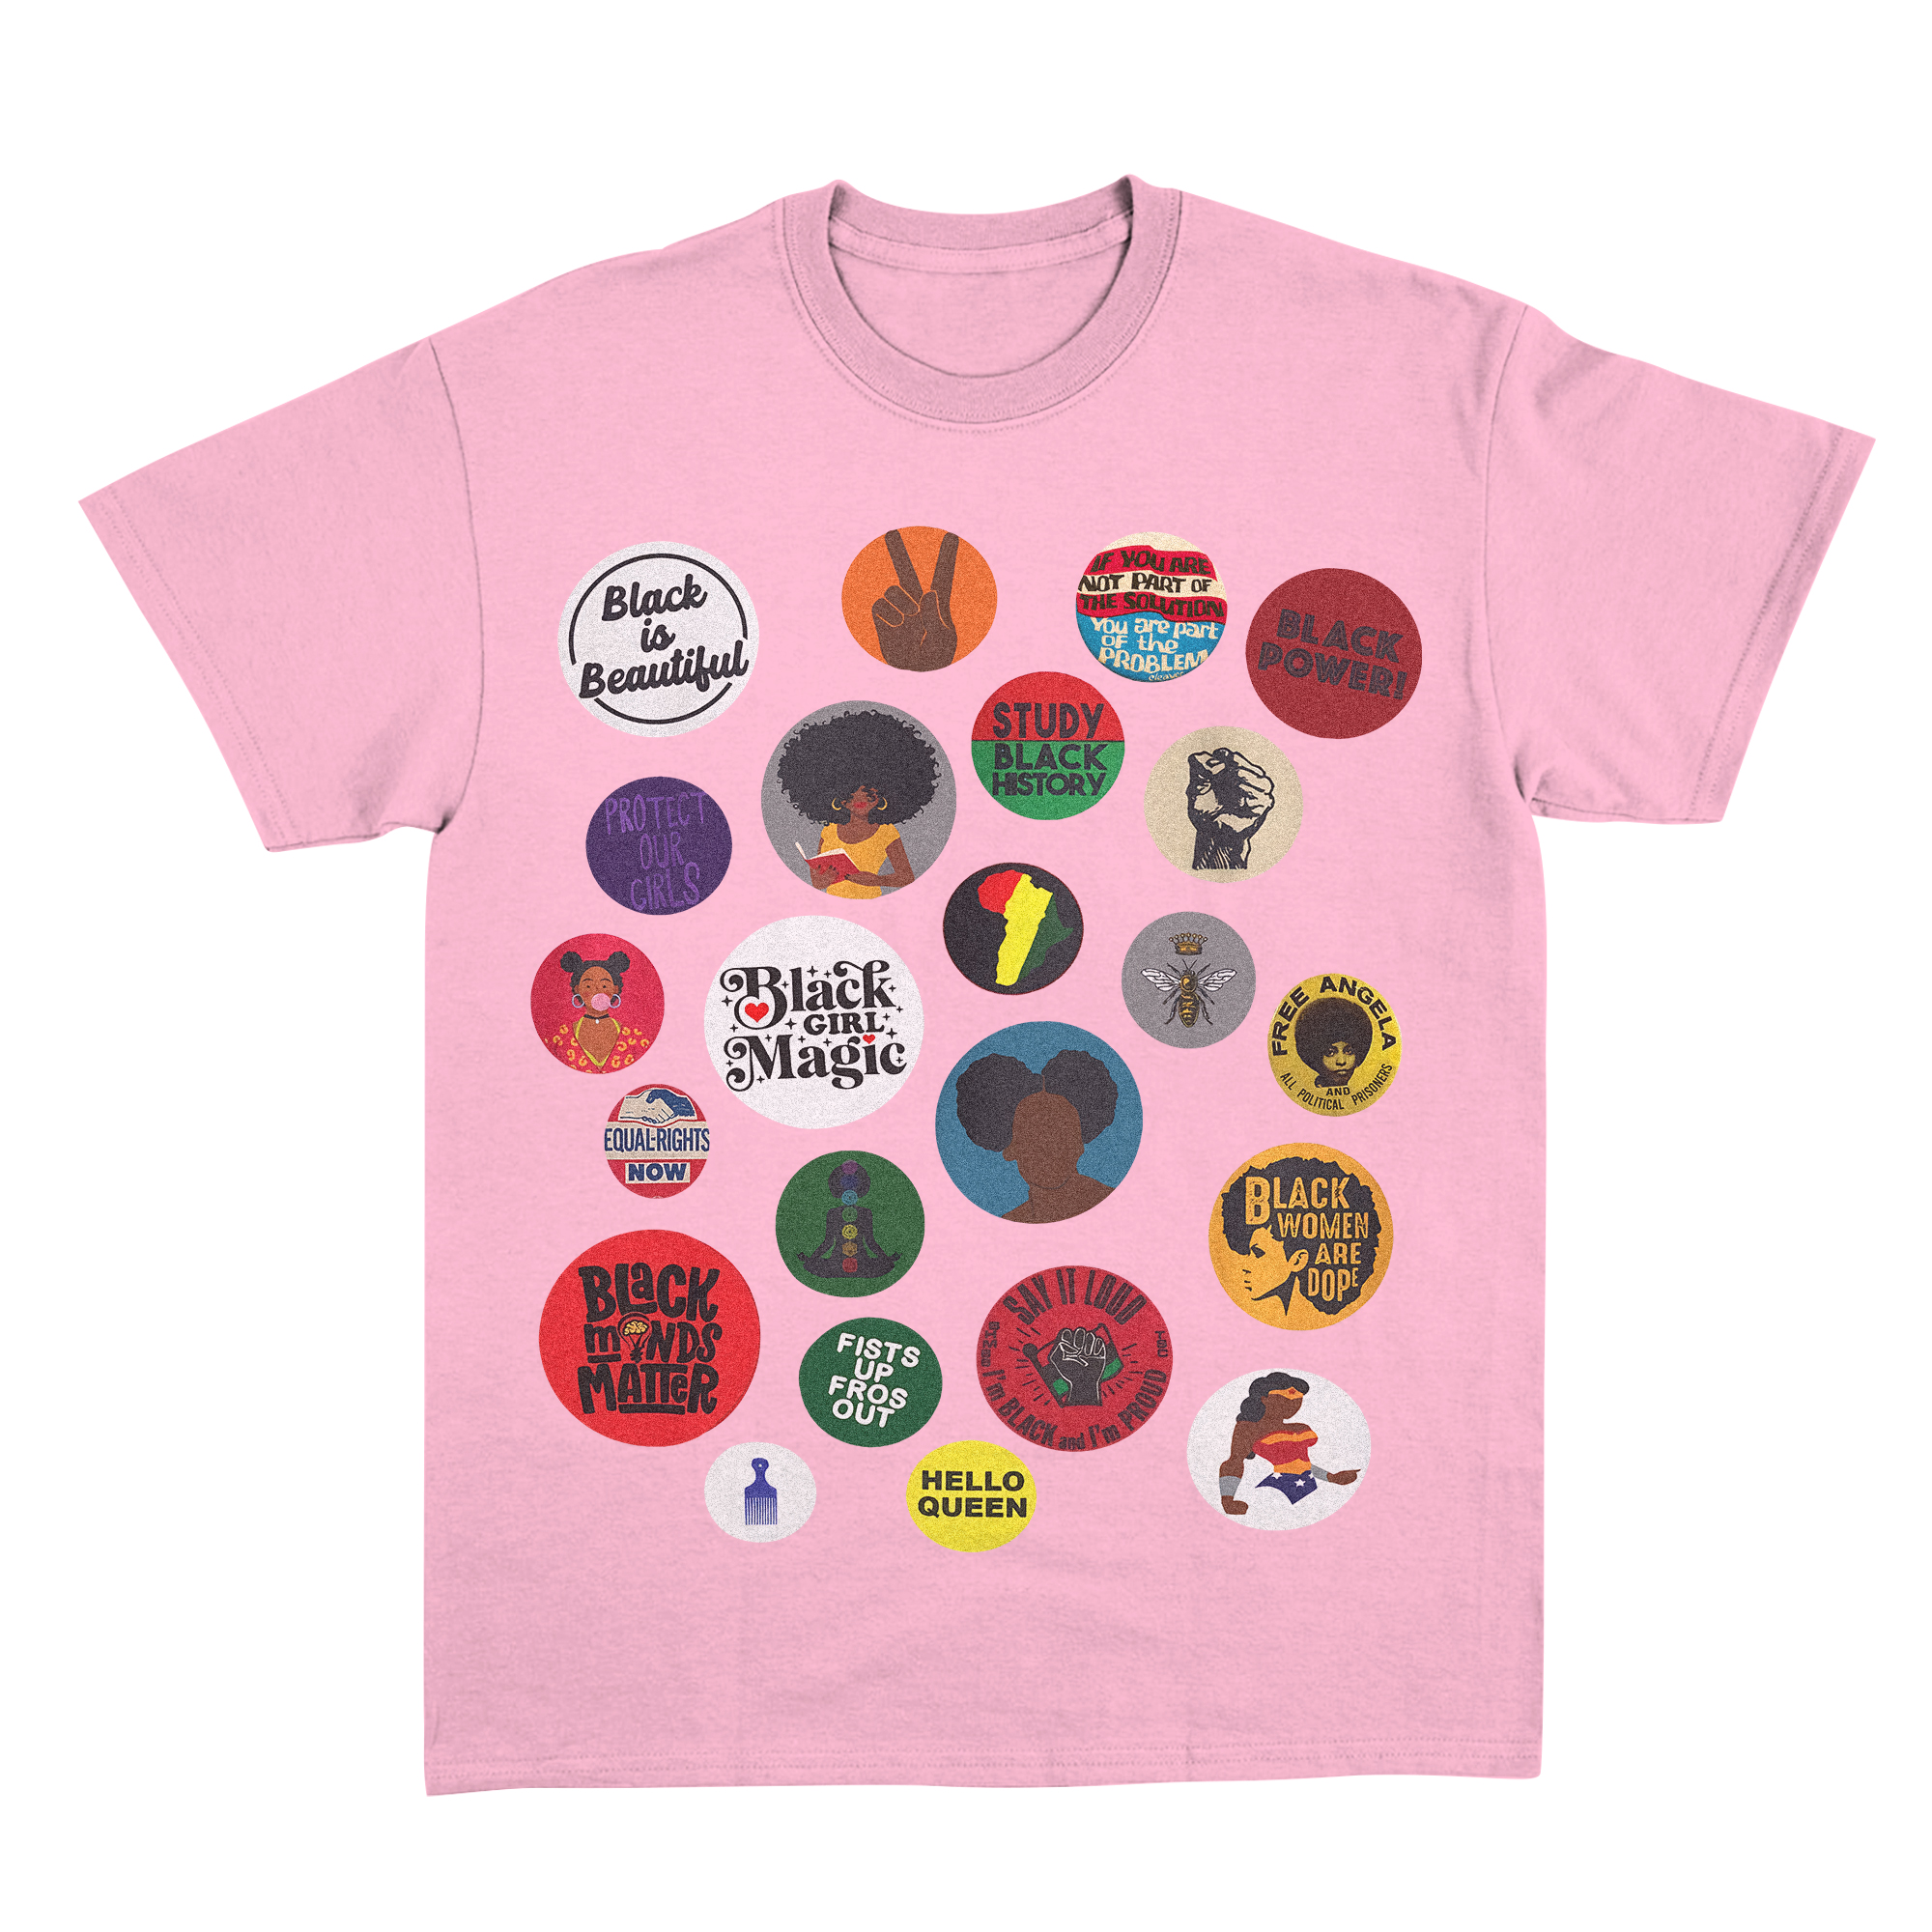 Black
is
Beautiful
IF YOU ARE
NOT PART OF
THE SOLUTION
You are part
OF the
PROBLEM
cleaver
BLACK
POWER!
STUDY
BLACK
HISTORY
PROTECT
OUR
GIRLS
Black
GIRL
Magic
FREE ANGELA
AND
ALL POLITICAL PRISONERS
EQUAL-RIGHTS
NOW
BLACK
WOMEN
ARE
DOPE
BLaCK
MINDS
MATTeR
FISTS
UP
FROS
OUT
SAY IT LOUD
I'm BLACK and I'm PROUD
HELLO
QUEEN